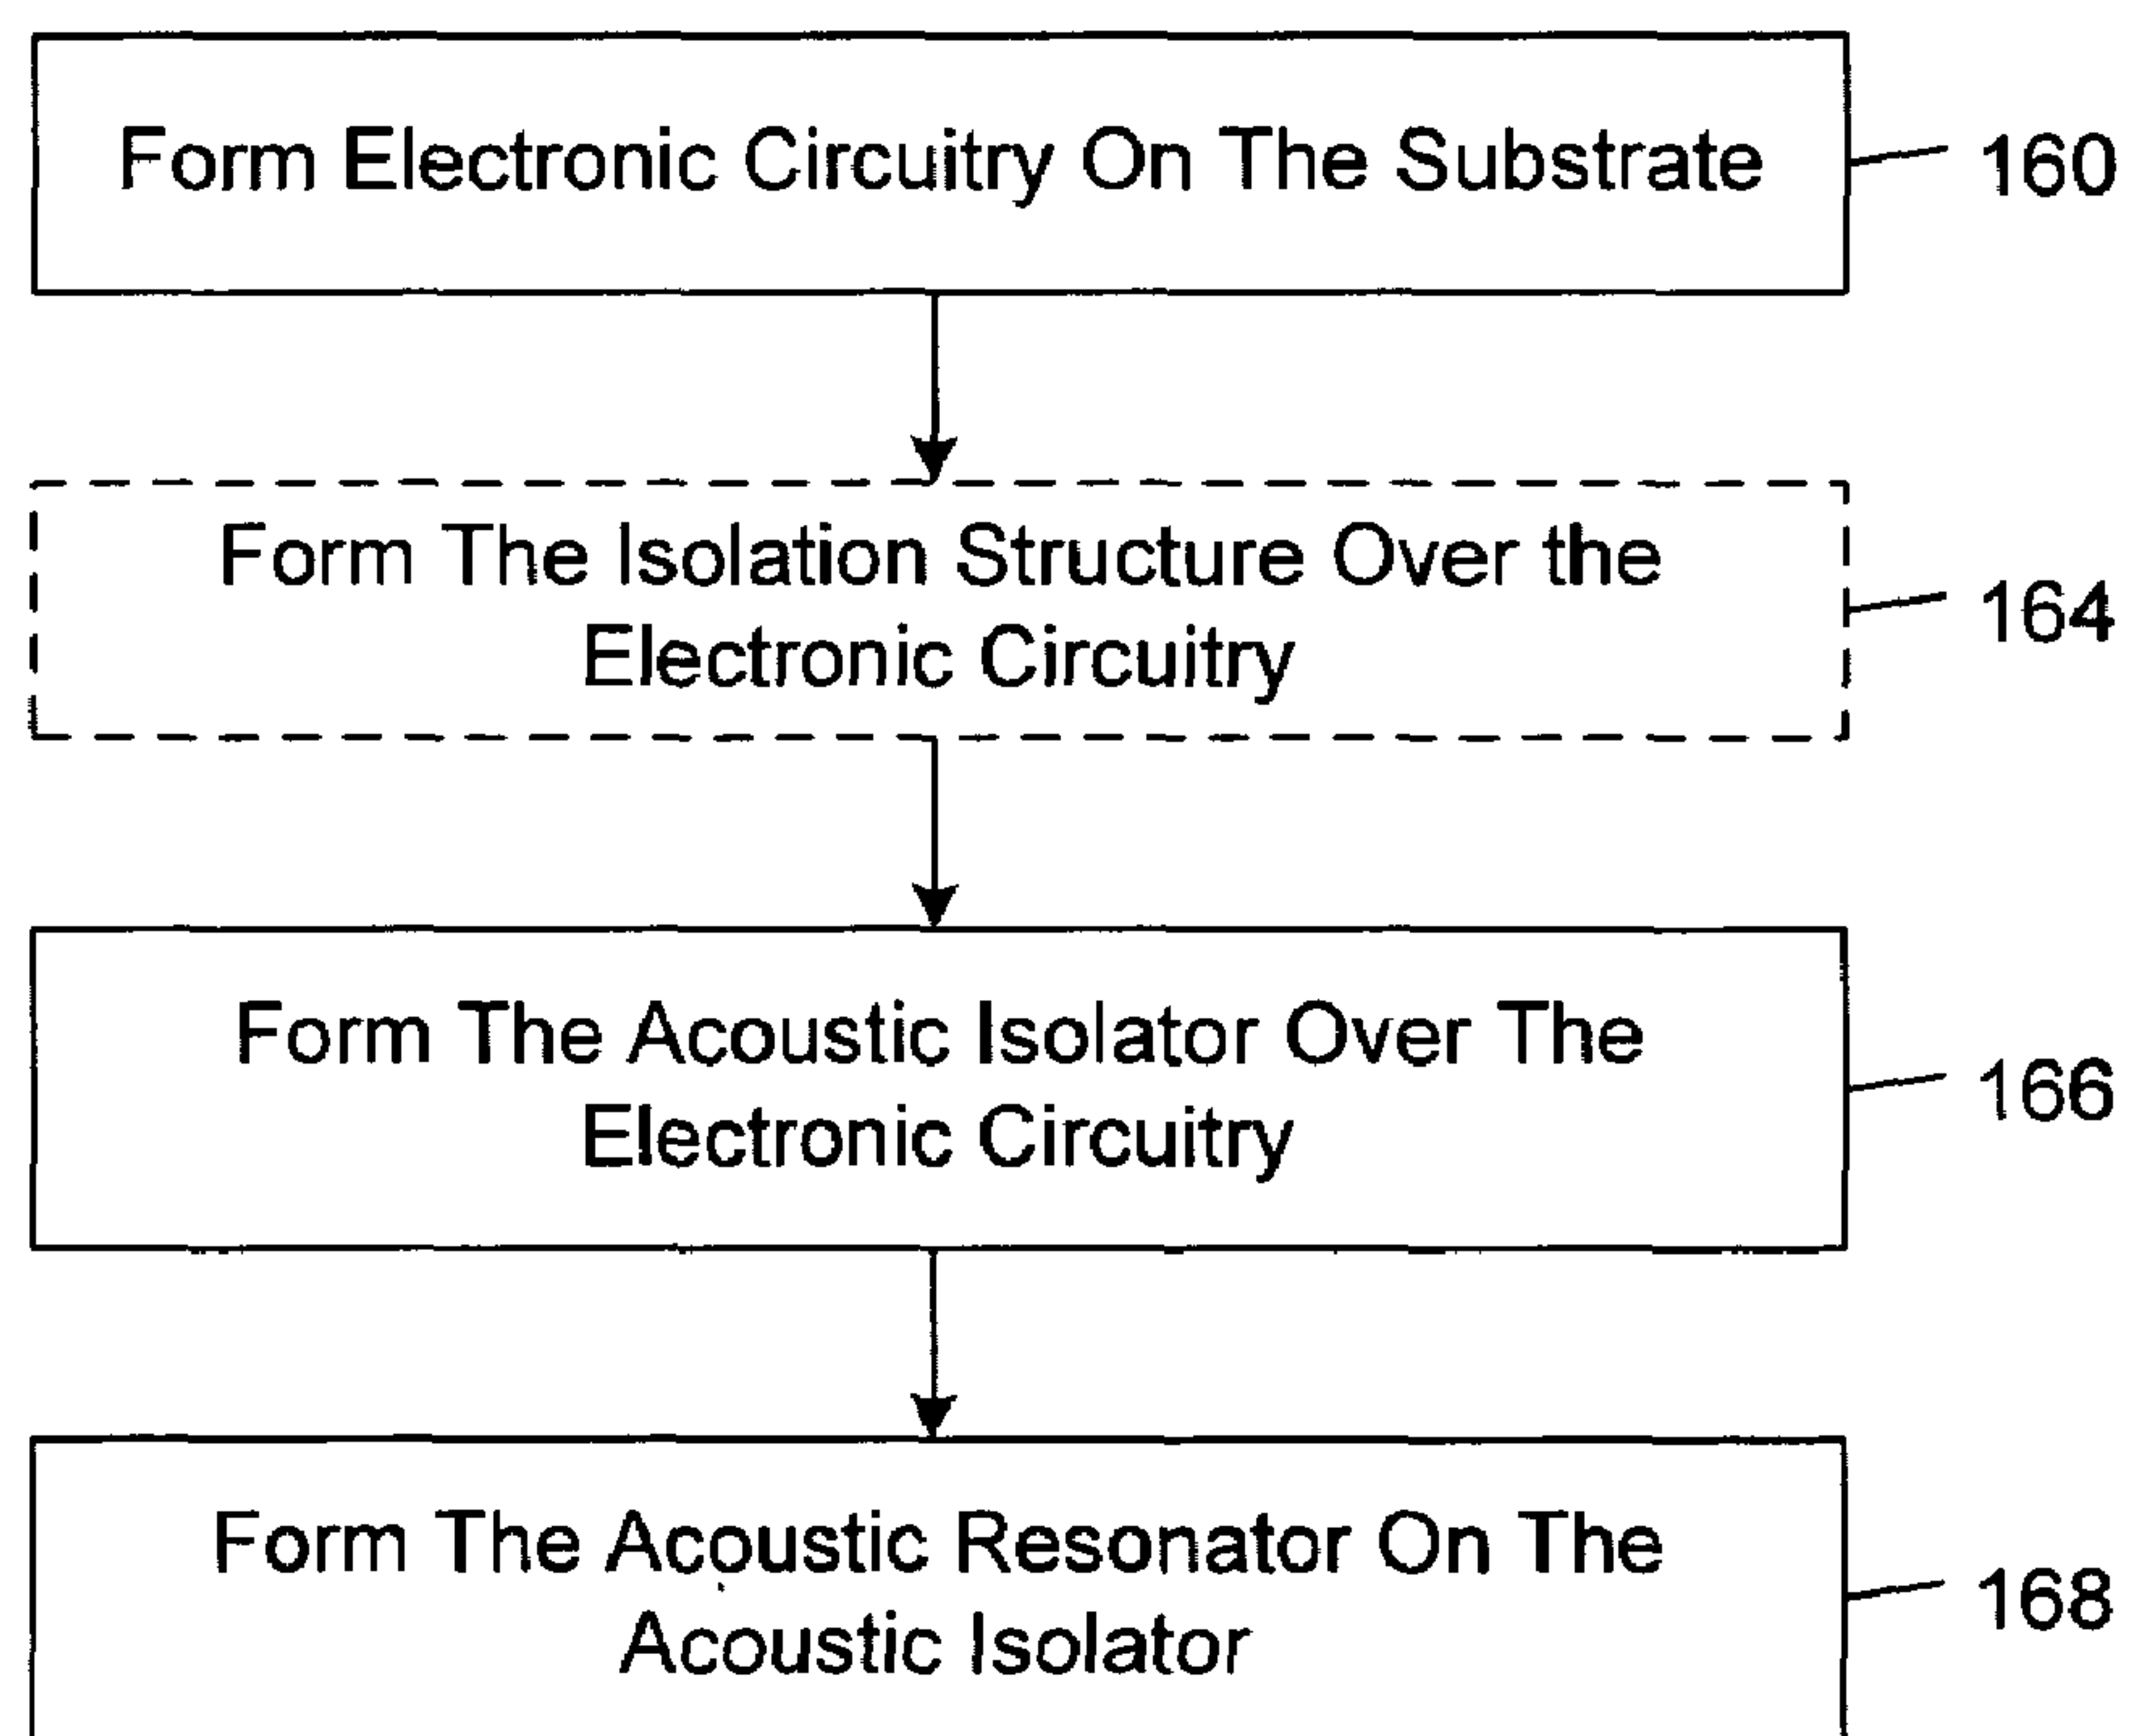 Form Electronic Circuitry On The Substrate
160
Form The Isolation Structure Over the
Electronic Circuitry
164
Form The Acoustic Isolator Over The
Electronic Circuitry
166
Form The Acoustic Resonator On The
Acoustic Isolator
168